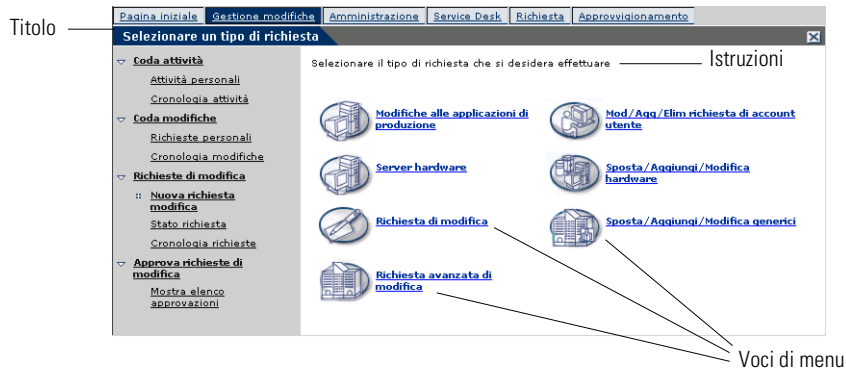 Pagina iniziale Gestione modifiche Amministrazione Service Desk Richiesta Approvvigionamento
Titolo
Selezionare un tipo di richiesta
Coda attività
Attività personali
Cronologia attività
Coda modifiche
Richieste personali
Cronologia modifiche
Richieste di modifica
Nuova richiesta
modifica
Stato richiesta
Cronologia richieste
Approva richieste di
modifica
Mostra elenco
approvazioni
Selezionare il tipo di richiesta che si desidera effettuare
Istruzioni
Modifiche alle applicazioni di
produzione
Mod/Agg/Elim richiesta di account
utente
Server hardware
Sposta/Aggiungi/Modifica
hardware
Richiesta di modifica
Sposta/Aggiungi/Modifica generici
Richiesta avanzata di
modifica
Voci di menu